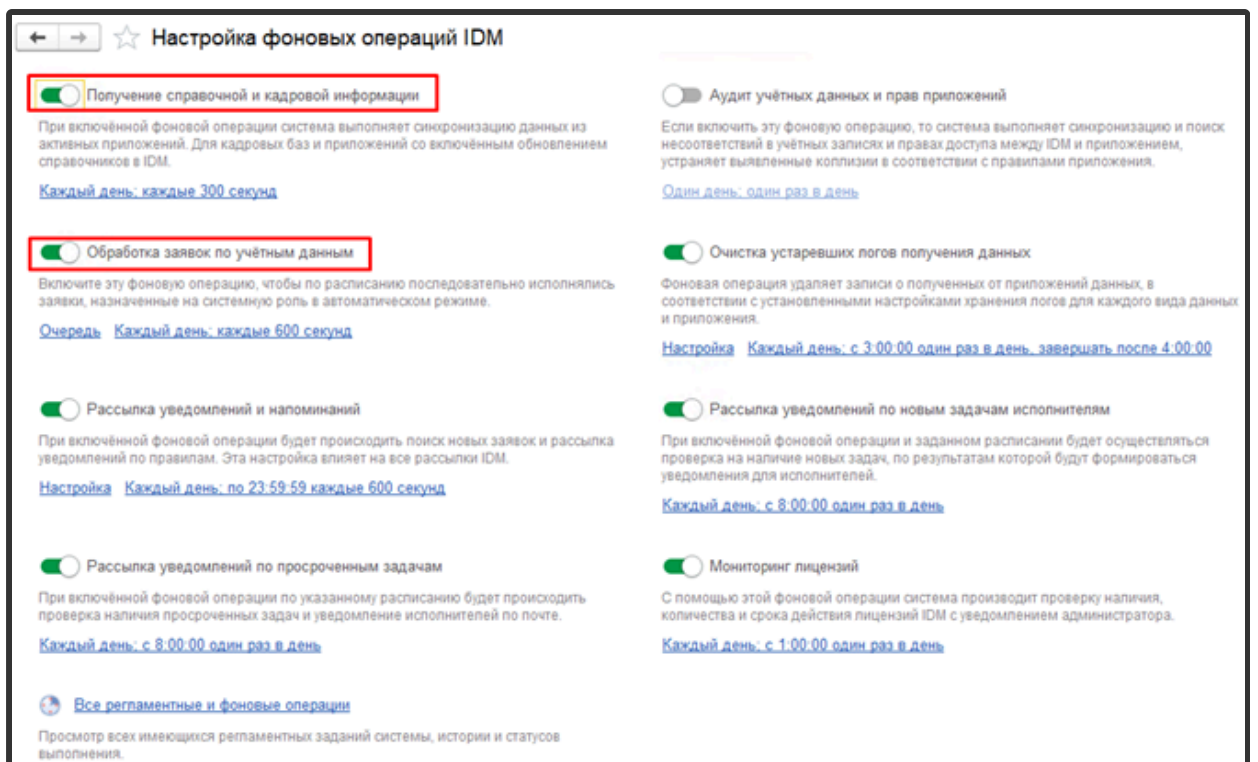 Настройка фоновых операций IDM
Получение справочной и кадровой информации
При включённой фоновой операции система выполняет синхронизацию данных из
активных приложений. Для кадровых баз и приложений со включённым обновлением
справочников в IDM.
Каждый день; каждые 300 секунд
Аудит учётных данных и прав приложений
Если включить эту фоновую операцию, то система выполняет синхронизацию и поиск
несоответствий в учётных записях и правах доступа между IDM и приложением,
устраняет выявленные коллизии в соответствии с правилами приложения.
Один день; один раз в день
Обработка заявок по учётным данным
Включите эту фоновую операцию, чтобы по расписанию последовательно исполнялись
заявки, назначенные на системную роль в автоматическом режиме.
Очередь Каждый день; каждые 600 секунд
Очистка устаревших логов получения данных
Фоновая операция удаляет записи о полученных от приложений данных, в
соответствии с установленными настройками хранения логов для каждого вида данных
и приложения.
Настройка Каждый день; с 3:00:00 один раз в день, завершать после 4:00:00
Рассылка уведомлений и напоминаний
При включённой фоновой операции будет происходить поиск новых заявок и рассылка
уведомлений по правилам. Эта настройка влияет на все рассылки IDM.
Настройка Каждый день; по 23:59:59 каждые 600 секунд
Рассылка уведомлений по новым задачам исполнителям
При включённой фоновой операции и заданном расписании будет осуществляться
проверка на наличие новых задач, по результатам которой будут формироваться
уведомления для исполнителей.
Каждый день; с 8:00:00 один раз в день
Рассылка уведомлений по просроченным задачам
При включённой фоновой операции по указанному расписанию будет происходить
проверка наличия просроченных задач и уведомление исполнителей по почте.
Каждый день; с 8:00:00 один раз в день
Мониторинг лицензий
С помощью этой фоновой операции система производит проверку наличия,
количества и срока действия лицензий IDM с уведомлением администратора.
Каждый день; с 1:00:00 один раз в день
Все регламентные и фоновые операции
Просмотр всех имеющихся регламентных заданий системы, истории и статусов
выполнения.